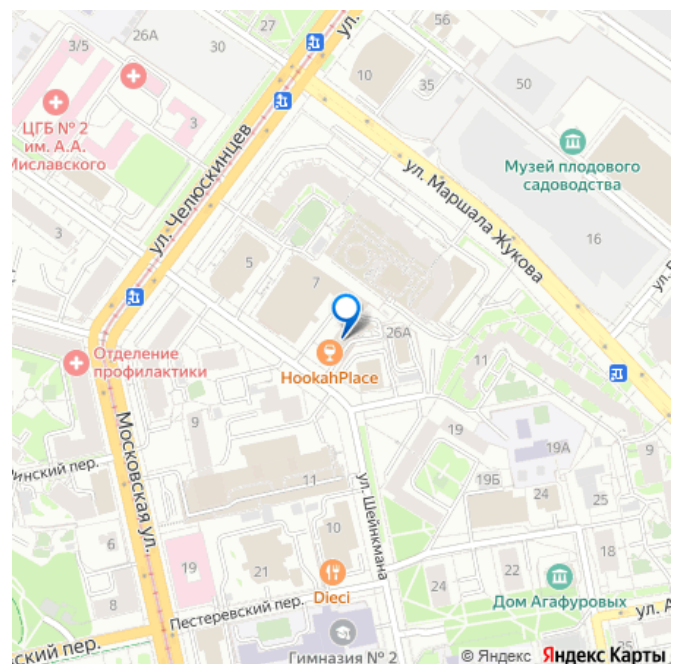 27
56
ул.
26А
3/5
30
10
35
50
ЦГБ № 2
им. А.А.
Миславского
3
ул. Челюскинцев
ул. Маршала Жукова
Музей плодового
садоводства
3
5
7
16
26А
HookahPlace
Отделение
профилактики
11
9
19
19А
9
Московская ул.
11
19Б
24
25
ул. Шейнкмана
10
6
19
21
Dieci
24
22
18
Дом Агафуровых
8
Пестеревский пер.
ул. А
25
ский пер.
Гимназия № 2
© Яндекс Яндекс Карты